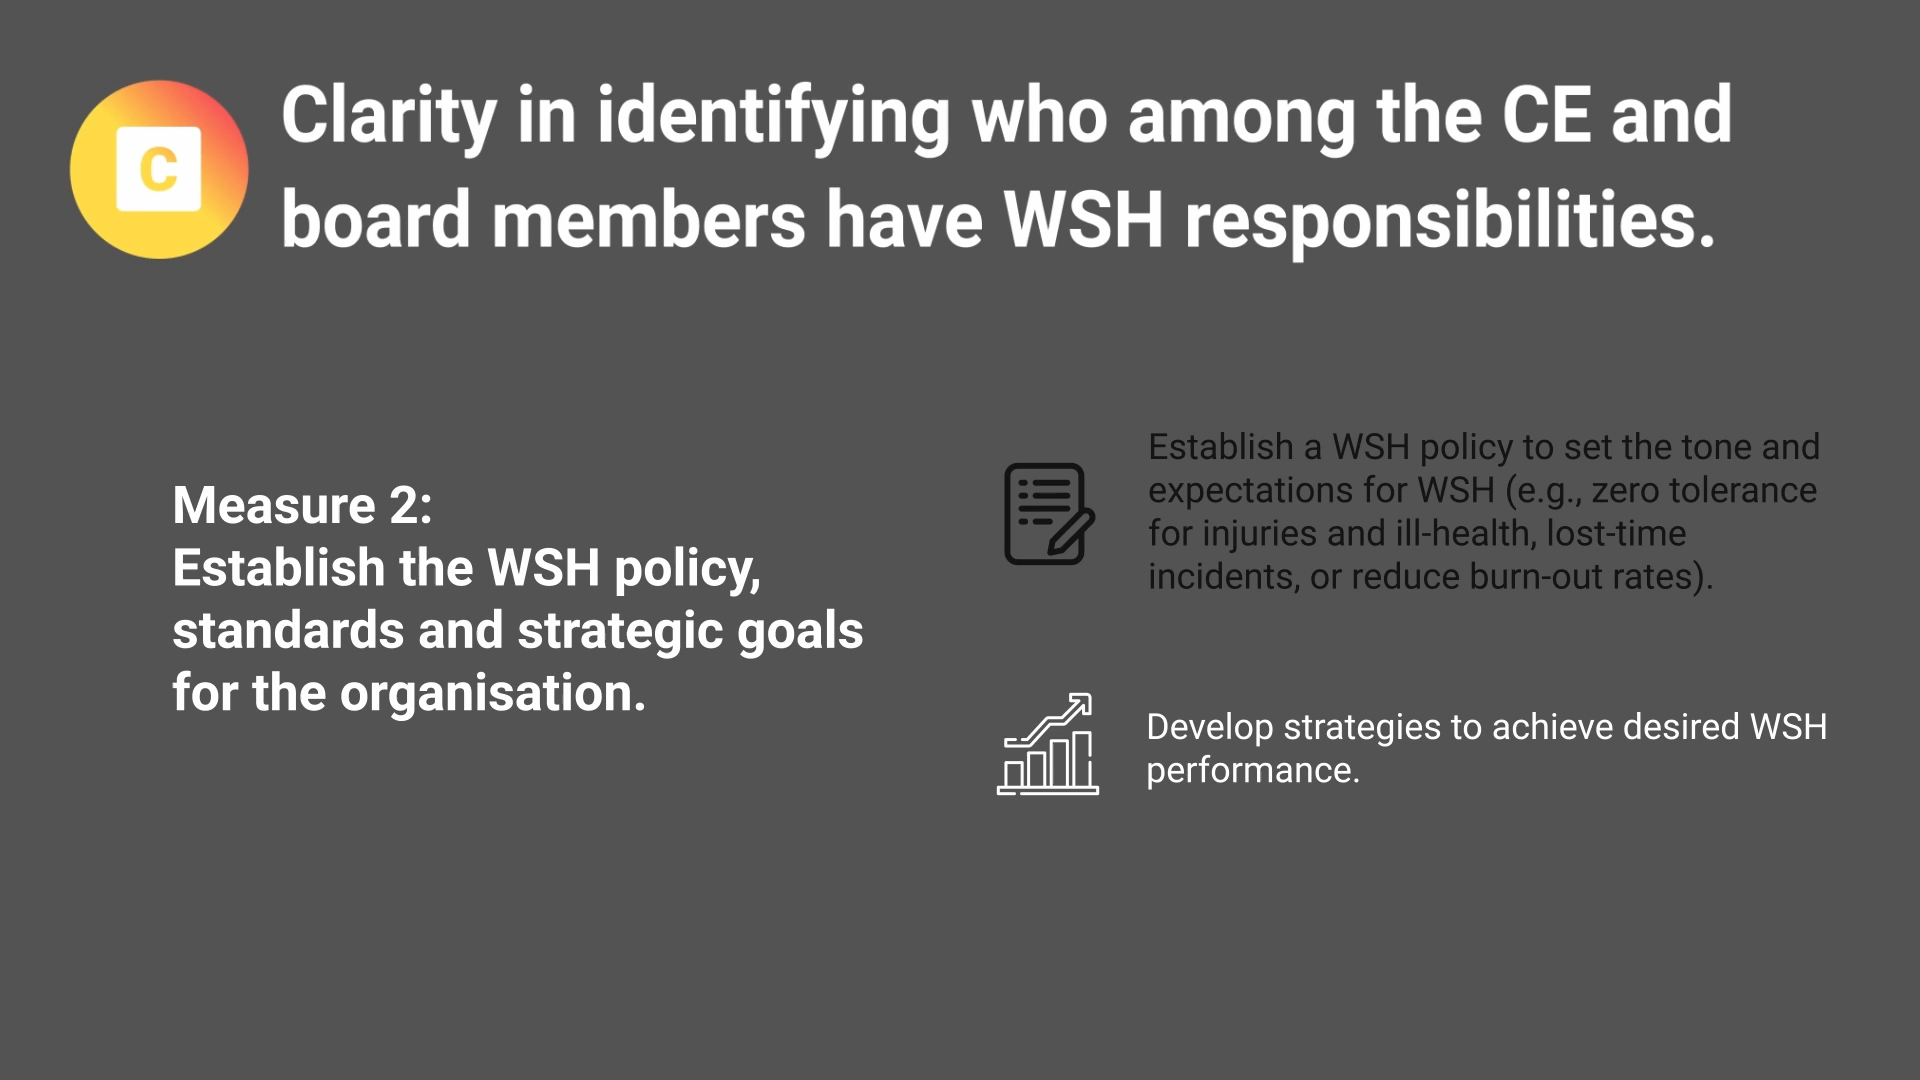 C
Clarity in identifying who among the CE and
board members have WSH responsibilities.
Measure 2:
Establish the WSH policy,
standards and strategic goals
for the organisation.
Establish a WSH policy to set the tone and
expectations for WSH (e.g., zero tolerance
for injuries and ill-health, lost-time
incidents, or reduce burn-out rates).
Develop strategies to achieve desired WSH
performance.